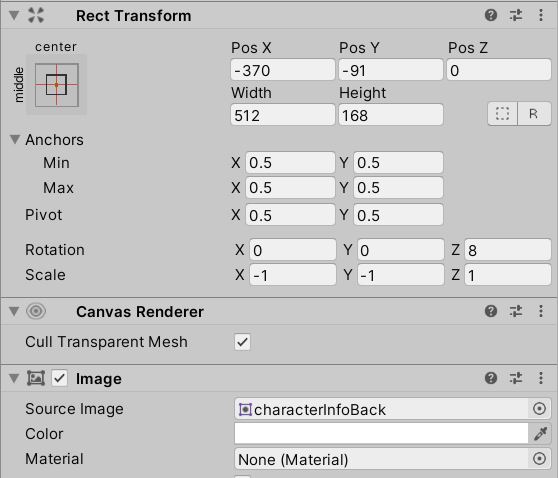 Rect Transform
center
middle
Pos X Pos Y Pos Z
-370 -91 0
Width Height
512 168
R
Anchors
Min X 0.5 Y 0.5
Max X 0.5 Y 0.5
Pivot X 0.5 Y 0.5
Rotation X 0 Y 0 Z 8
Scale X -1 Y -1 Z 1
Canvas Renderer
Cull Transparent Mesh
Image
Source Image characterInfoBack
Color
Material None (Material)